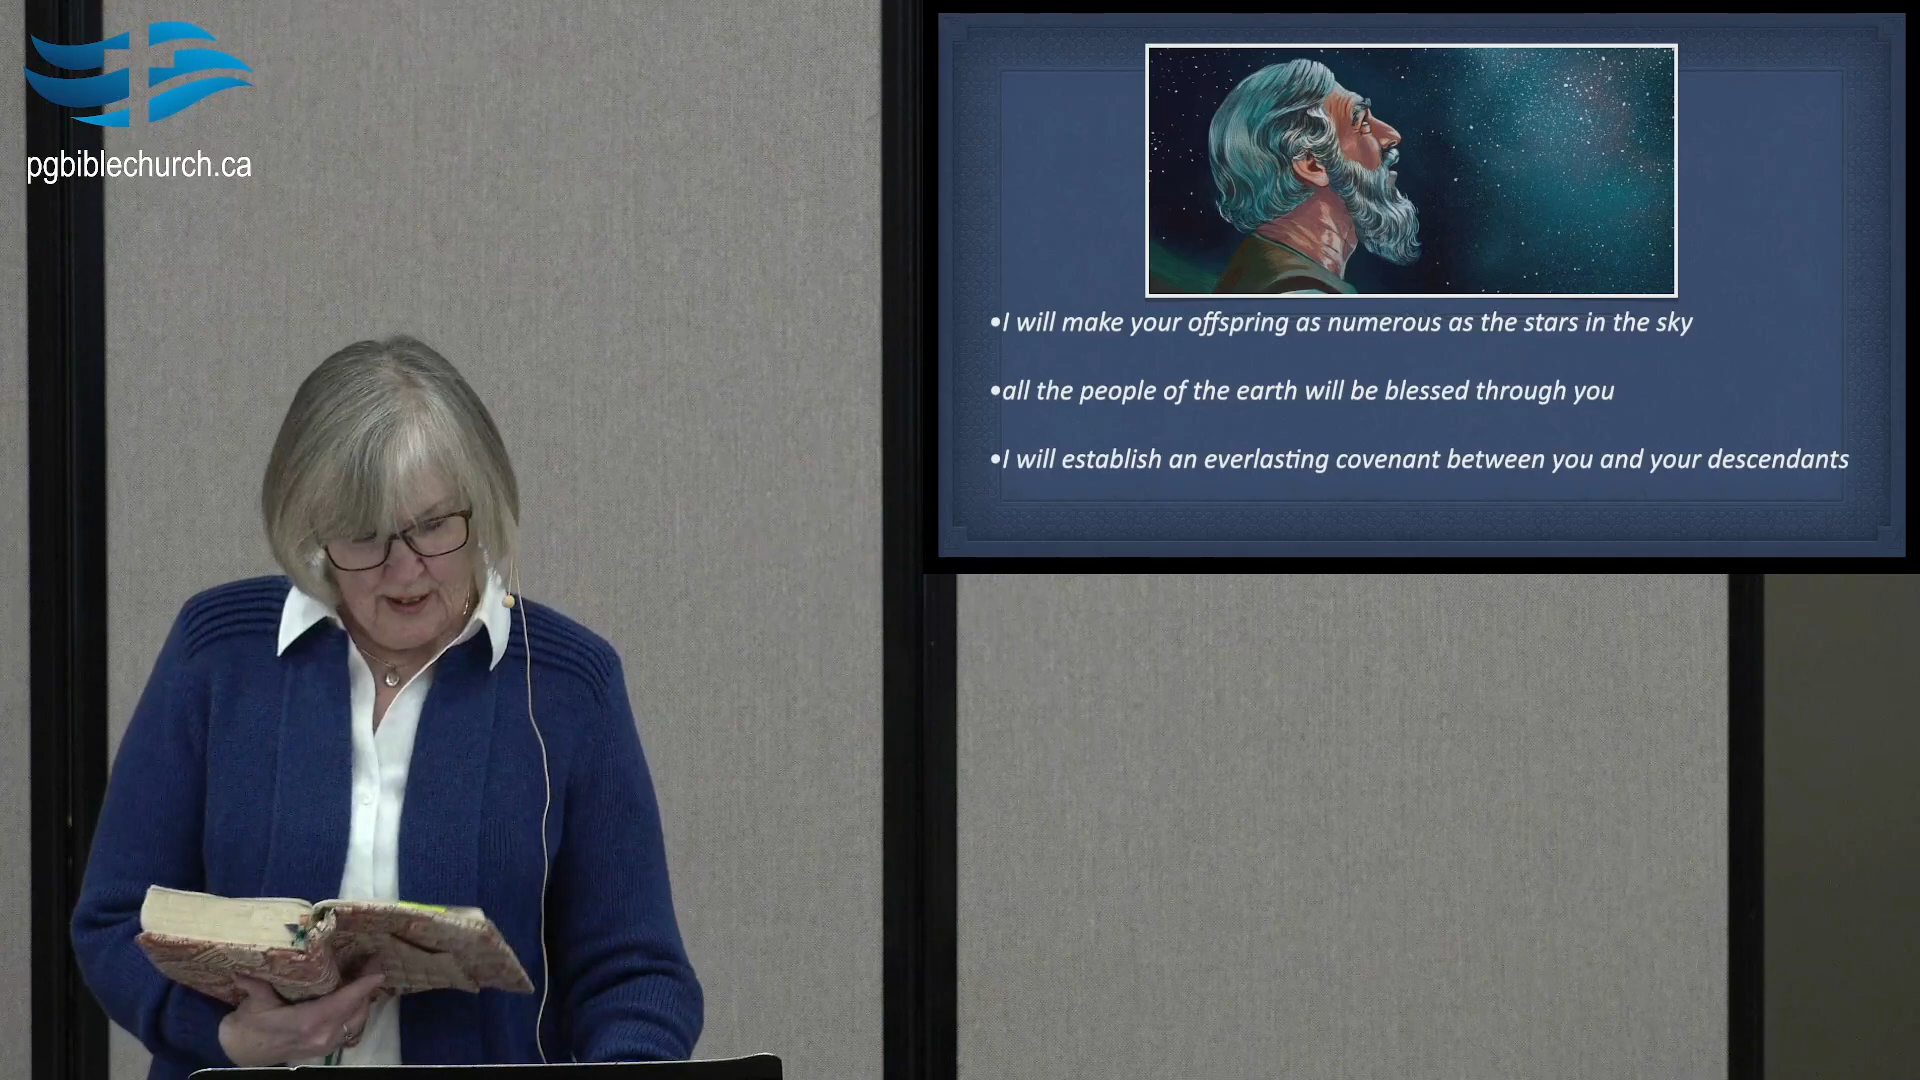 pgbiblechurch.ca
•I will make your offspring as numerous as the stars in the sky
•all the people of the earth will be blessed through you
•I will establish an everlasting covenant between you and your descendants